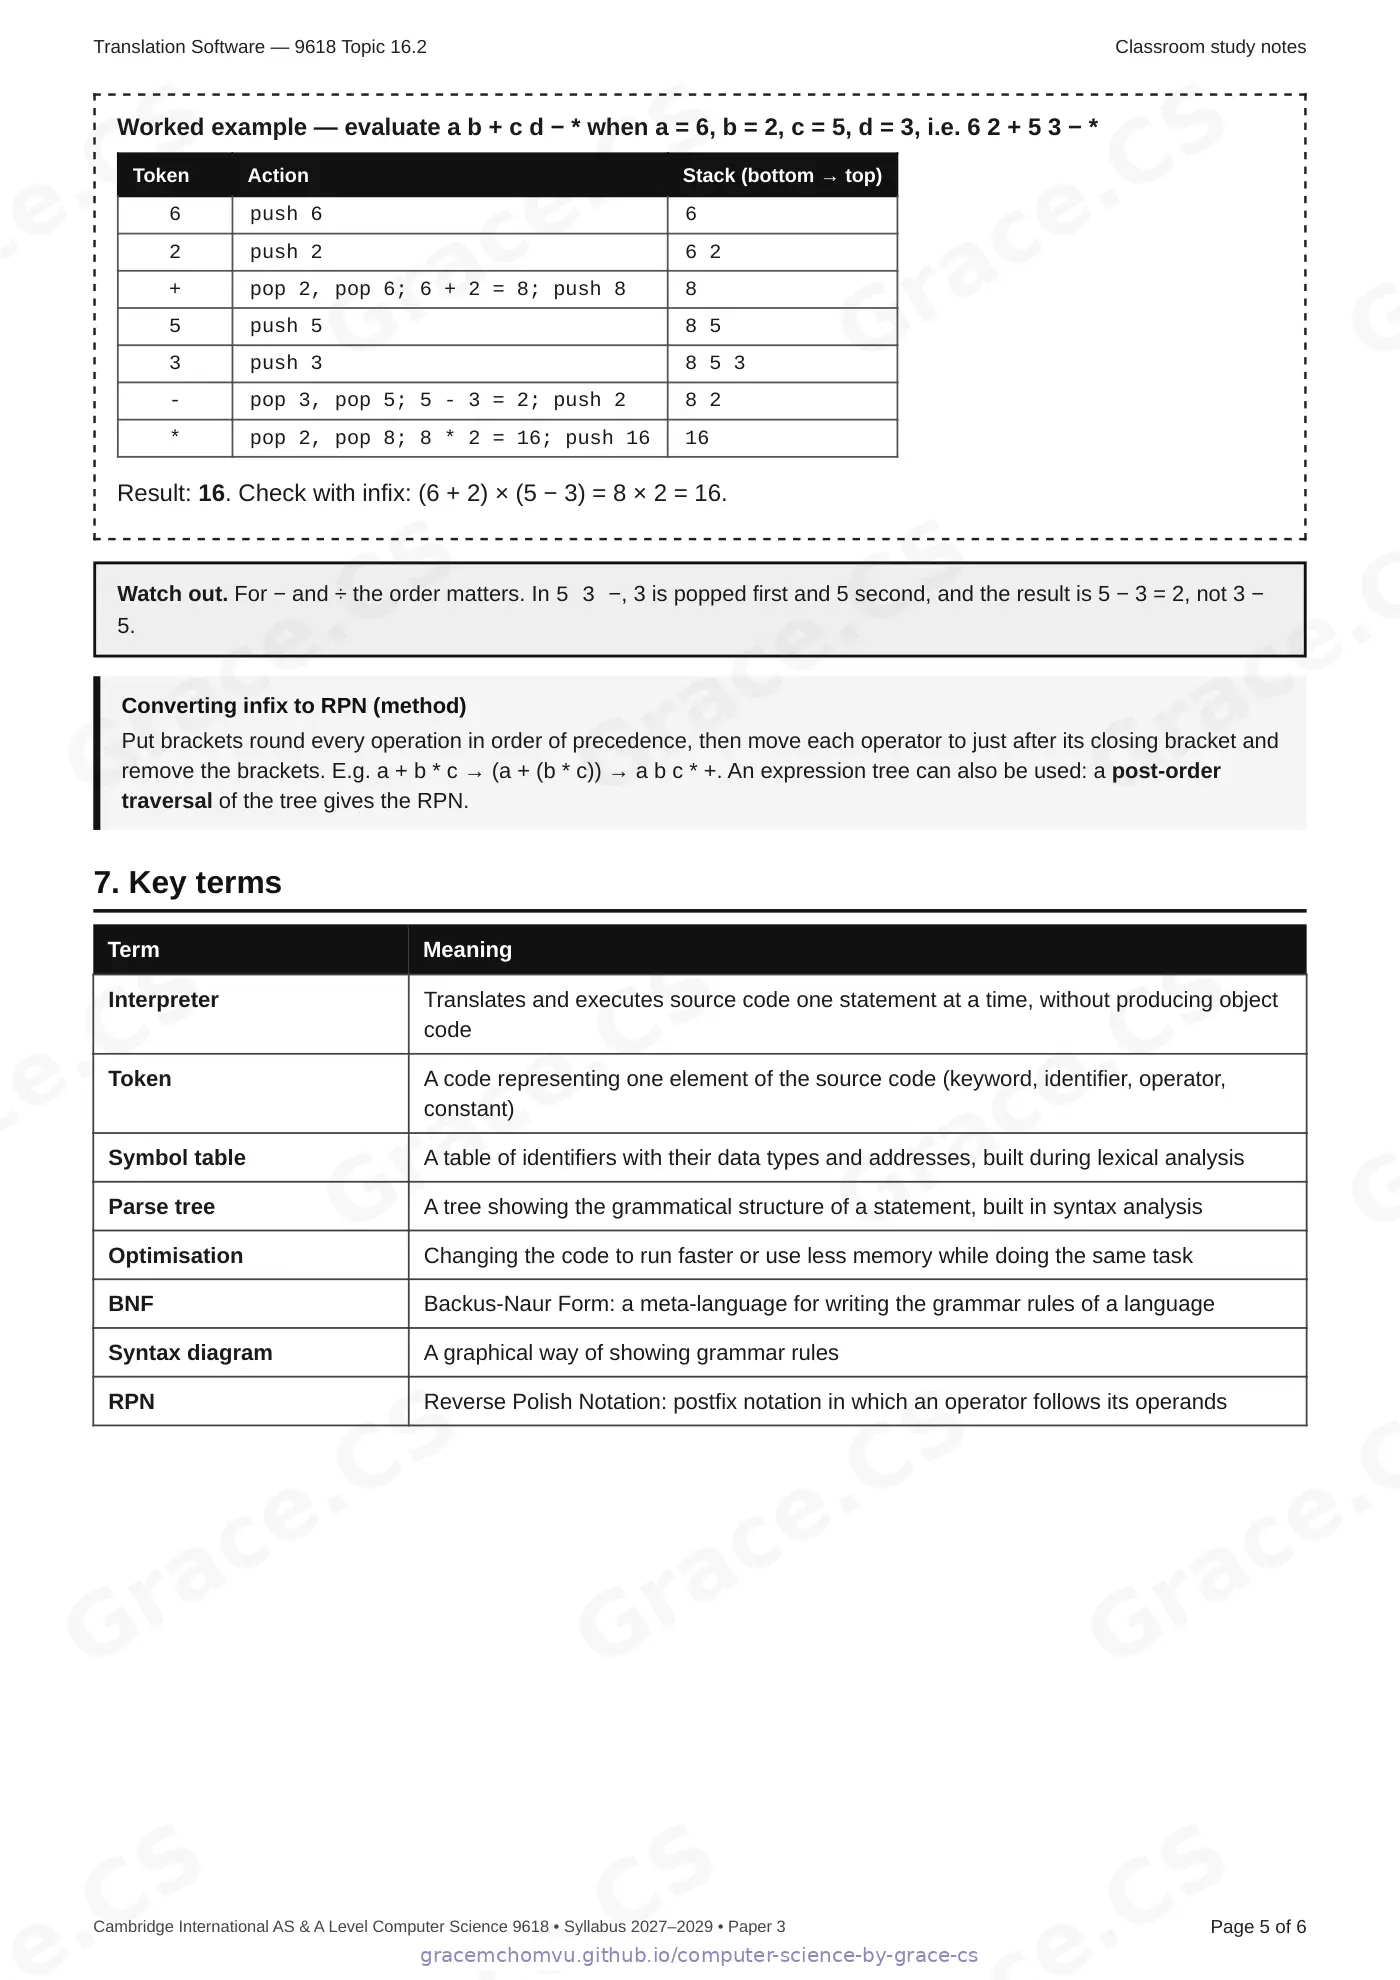 Translation Software — 9618 Topic 16.2
Classroom study notes
Worked example — evaluate a b + c d − * when a = 6, b = 2, c = 5, d = 3, i.e. 6 2 + 5 3 − *
Token Action Stack (bottom → top)
6 push 6 6
2 push 2 6 2
+ pop 2, pop 6; 6 + 2 = 8; push 8 8
5 push 5 8 5
3 push 3 8 5 3
- pop 3, pop 5; 5 - 3 = 2; push 2 8 2
* pop 2, pop 8; 8 * 2 = 16; push 16 16
Result: 16. Check with infix: (6 + 2) × (5 − 3) = 8 × 2 = 16.
Watch out. For − and ÷ the order matters. In 5 3 −, 3 is popped first and 5 second, and the result is 5 − 3 = 2, not 3 −
5.
Converting infix to RPN (method)
Put brackets round every operation in order of precedence, then move each operator to just after its closing bracket and
remove the brackets. E.g. a + b * c → (a + (b * c)) → a b c * +. An expression tree can also be used: a post-order
traversal of the tree gives the RPN.
7. Key terms
Term Meaning
Interpreter Translates and executes source code one statement at a time, without producing object
code
Token A code representing one element of the source code (keyword, identifier, operator,
constant)
Symbol table A table of identifiers with their data types and addresses, built during lexical analysis
Parse tree A tree showing the grammatical structure of a statement, built in syntax analysis
Optimisation Changing the code to run faster or use less memory while doing the same task
BNF Backus-Naur Form: a meta-language for writing the grammar rules of a language
Syntax diagram A graphical way of showing grammar rules
RPN Reverse Polish Notation: postfix notation in which an operator follows its operands
Grace.CS
Cambridge International AS & A Level Computer Science 9618 • Syllabus 2027–2029 • Paper 3
Page 5 of 6
gracemchomvu.github.io/computer-science-by-grace-cs